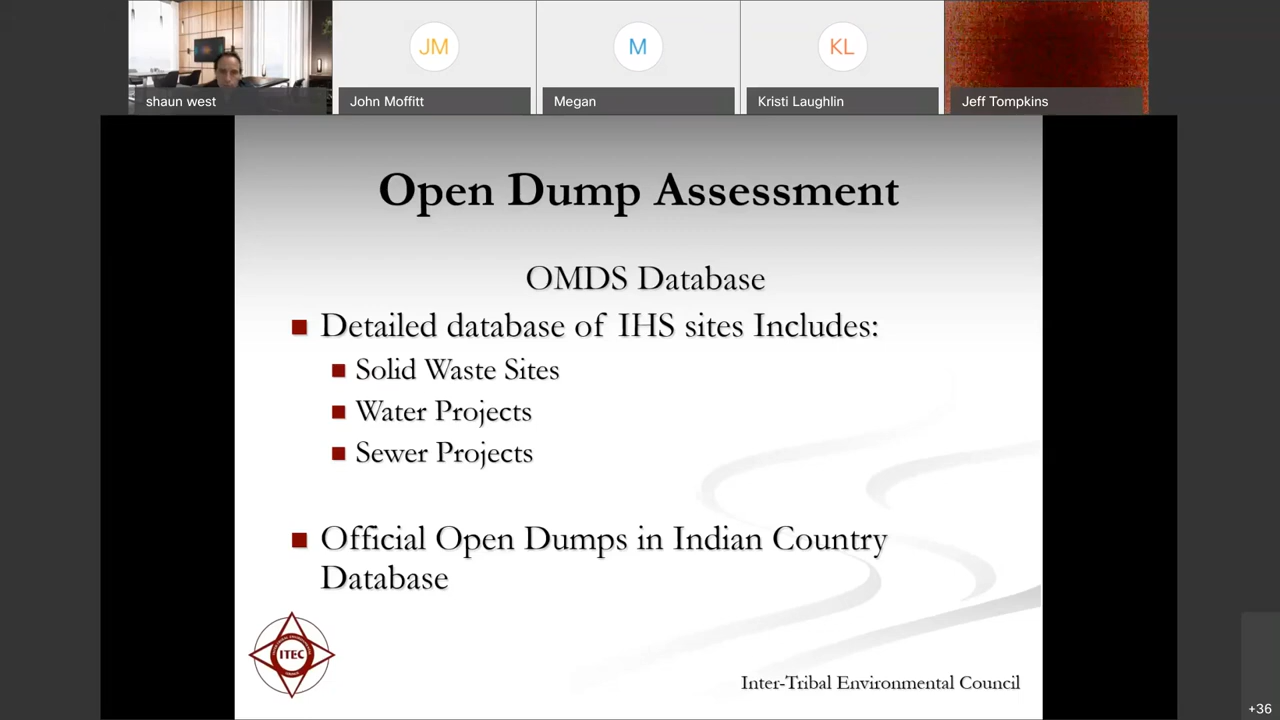 JM
M
KL
shaun west
John Moffitt
Megan
Kristi Laughlin
Jeff Tompkins
Open Dump Assessment
OMDS Database
Detailed database of IHS sites Includes:
Solid Waste Sites
Water Projects
Sewer Projects
Official Open Dumps in Indian Country
Database
ITEC
Inter-Tribal Environmental Council
+36